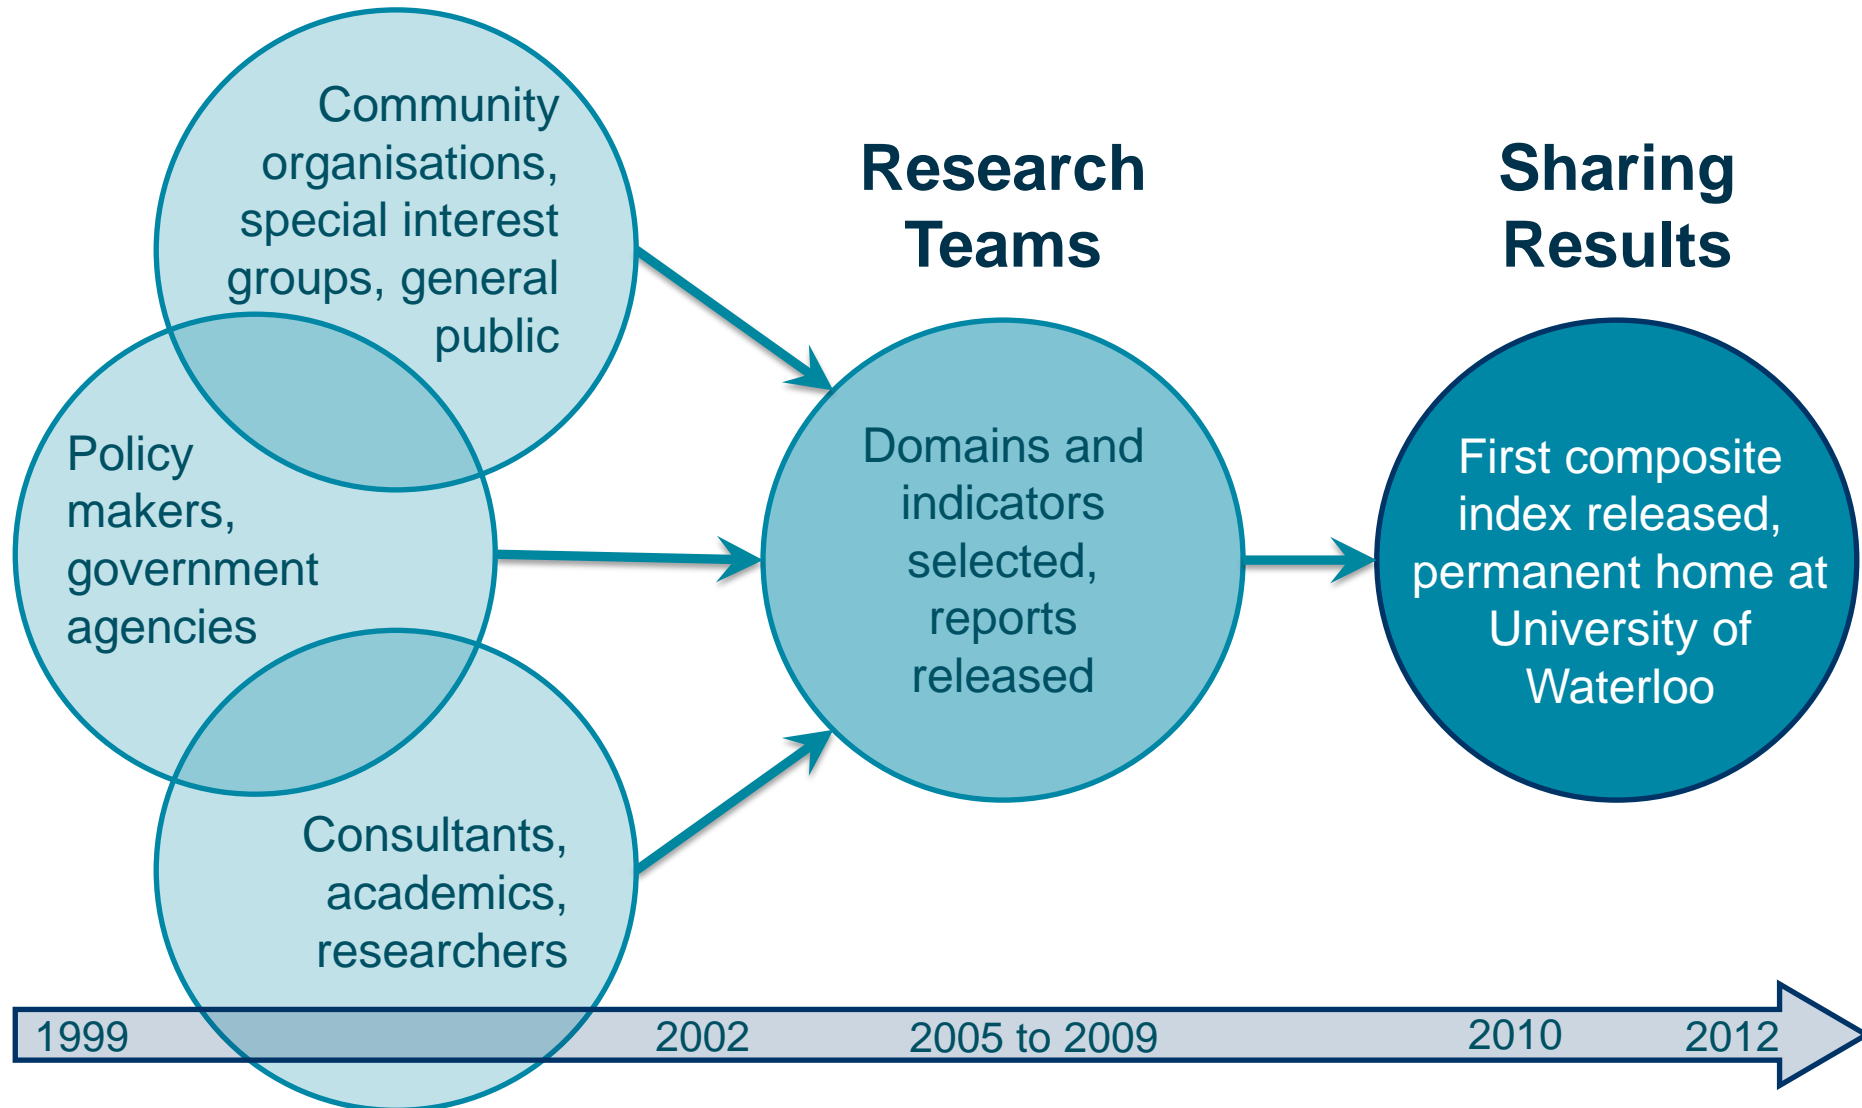 Community
organisations,
special interest
groups, general
public
Policy
makers,
government
agencies
Consultants,
academics,
researchers
Research
Teams
Domains and
indicators
selected,
reports
released
Sharing
Results
First composite
index released,
permanent home at
University of
Waterloo
1999
2002
2005 to 2009
2010
2012